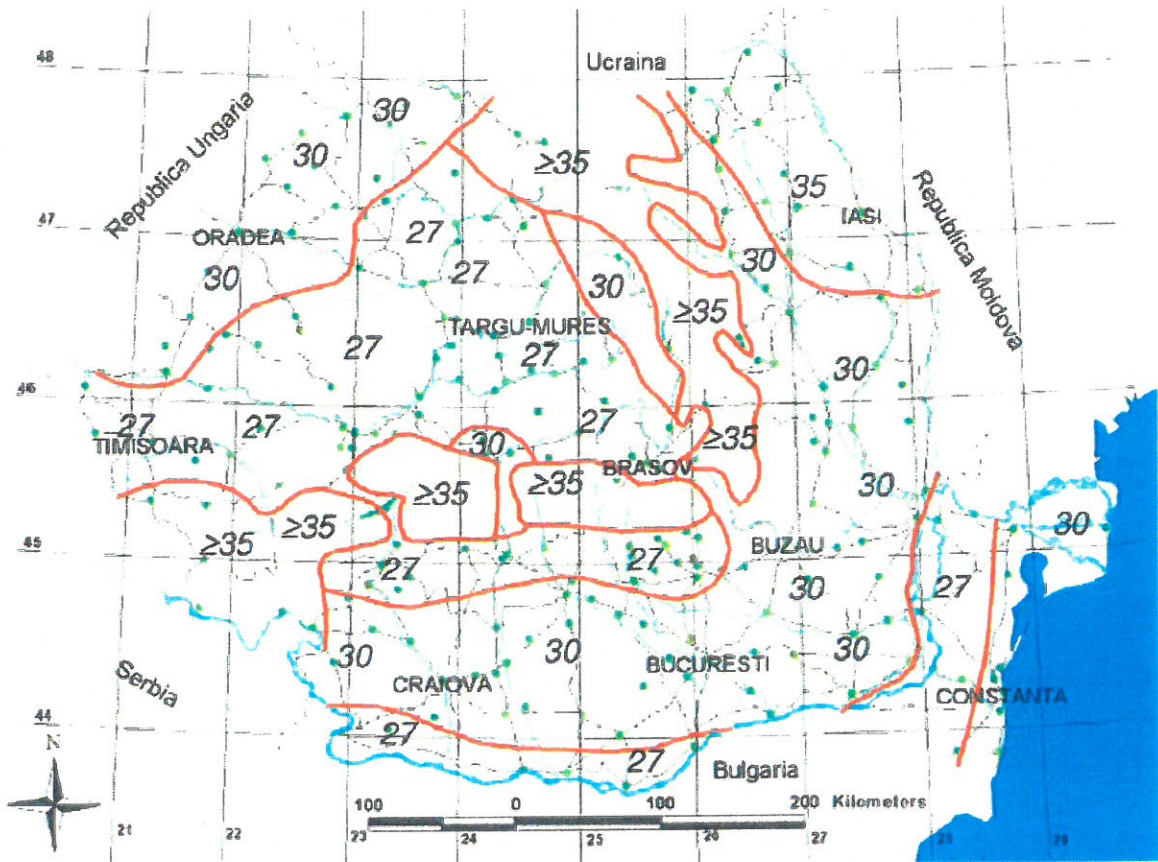 48
Ucraina
30
Republica Ungaria
30
≥35
Republica Moldova
35
47
IASI
ORADEA
27
30
27
30
30
≥35
TARGU-MURES
27
27
30
46
27
27
27
≥35
TIMISOARA
30
BRASOV
≥35
≥35
30
≥35
≥35
30
45
BUZAU
27
27
30
27
30
30
30
BUCURESTI
Serbia
CRAIOVA
CONSTANTA
44
N
27
27
Bulgaria
100 0 100 200 Kilometers
21 22 23 24 25 26 27 28 29